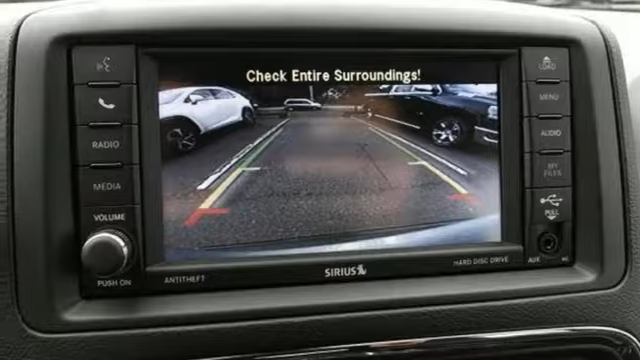 Check Entire Surroundings!
LOAD
MENU
RADIO
AUDIO
MEDIA
MY
FILES
VOLUME
PULL
PUSH ON
ANTITHEFT
SIRIUS
HARD DISC DRIVE
AUX